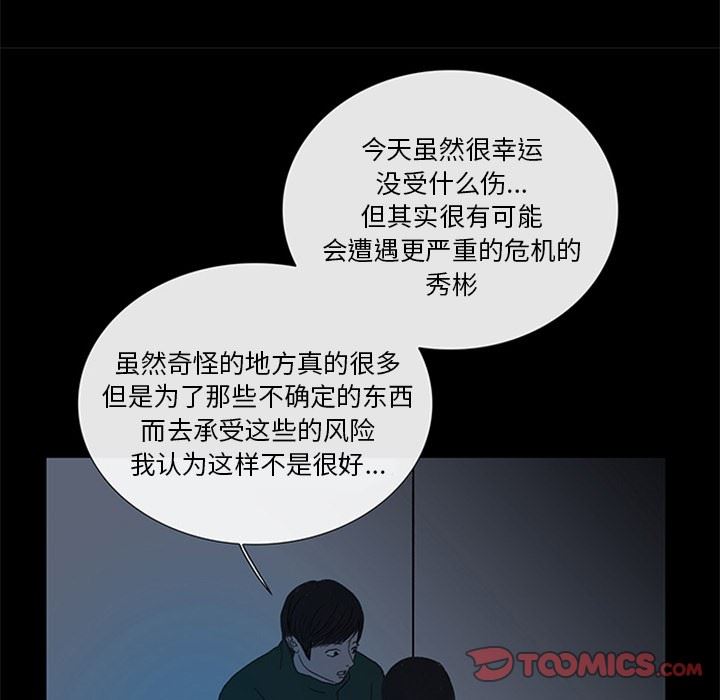 今天虽然很幸运
没受什么伤...
但其实很有可能
会遭遇更严重的危机的
秀彬
虽然奇怪的地方真的很多
但是为了那些不确定的东西
而去承受这些的风险
我认为这样不是很好...
TOOMICS.COM